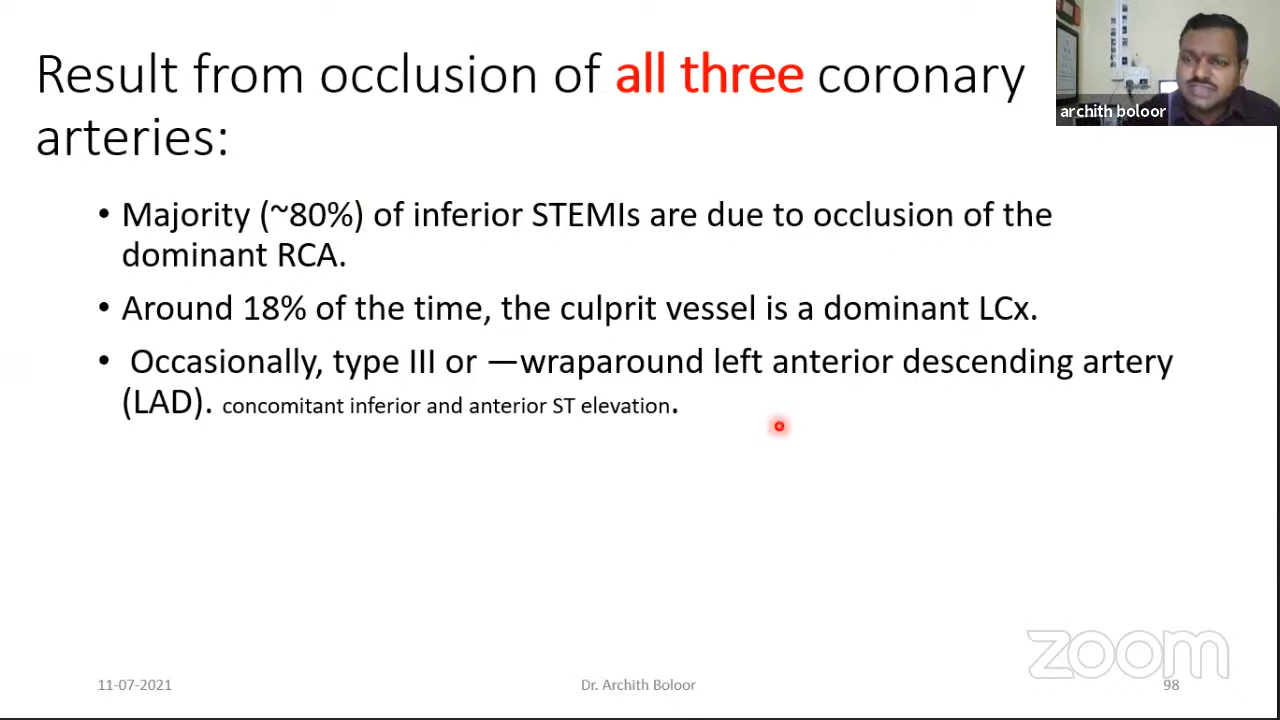 Result from occlusion of all three coronary
arteries:
archith boloor
• Majority (~80%) of inferior STEMIs are due to occlusion of the
dominant RCA.
• Around 18% of the time, the culprit vessel is a dominant LCx.
• Occasionally, type III or ―wraparound left anterior descending artery
(LAD). concomitant inferior and anterior ST elevation.
zoom
11-07-2021
Dr. Archith Boloor
98